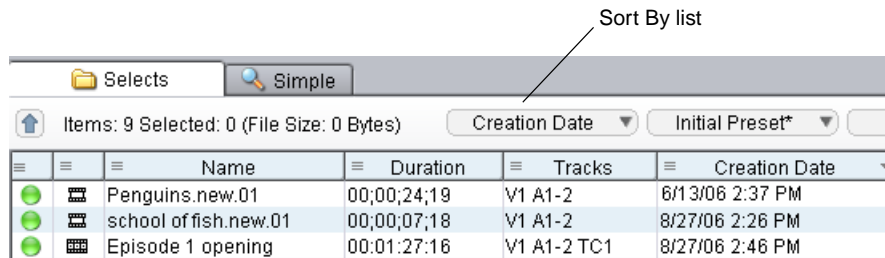 Sort By list
Selects Simple
Items: 9 Selected: 0 (File Size: 0 Bytes) Creation Date Initial Preset*
Name Duration Tracks Creation Date
Penguins.new.01 00;00;24;19 V1 A1-2 6/13/06 2:37 PM
school of fish.new.01 00;00;07;18 V1 A1-2 8/27/06 2:26 PM
Episode 1 opening 00:01:27:16 V1 A1-2 TC1 8/27/06 2:46 PM